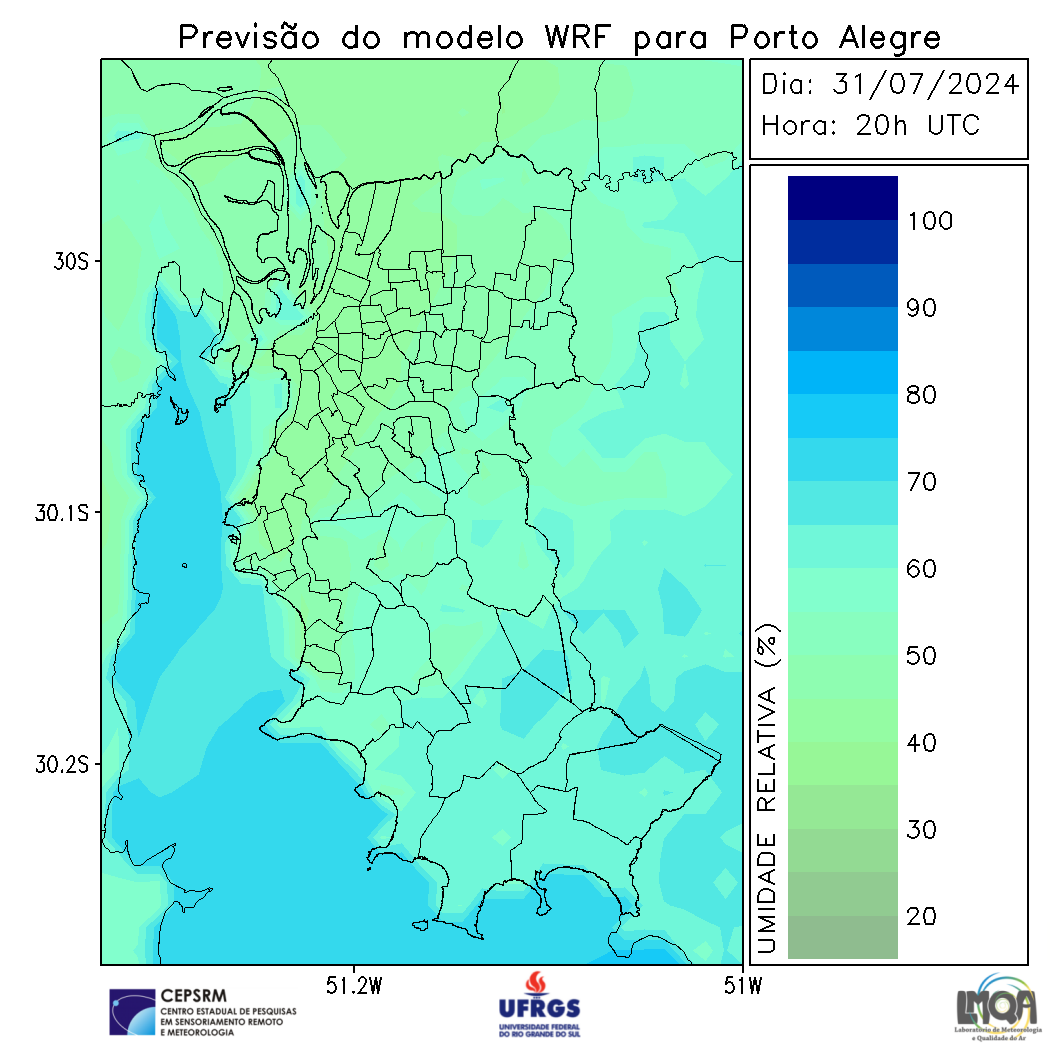 Previsão do modelo WRF para Porto Alegre
Dia: 31/07/2024
Hora: 20h UTC
30S
30.1S
30.2S
51.2W
51W
100
90
80
70
60
50
40
30
20
UMIDADE RELATIVA (%)
CEPSRM
CENTRO ESTADUAL DE PESQUISAS
EM SENSORIAMENTO REMOTO
E METEOROLOGIA
UFRGS
UNIVERSIDADE FEDERAL
DO RIO GRANDE DO SUL
LMQA
Laboratório de Meteorologia
e Qualidade do Ar